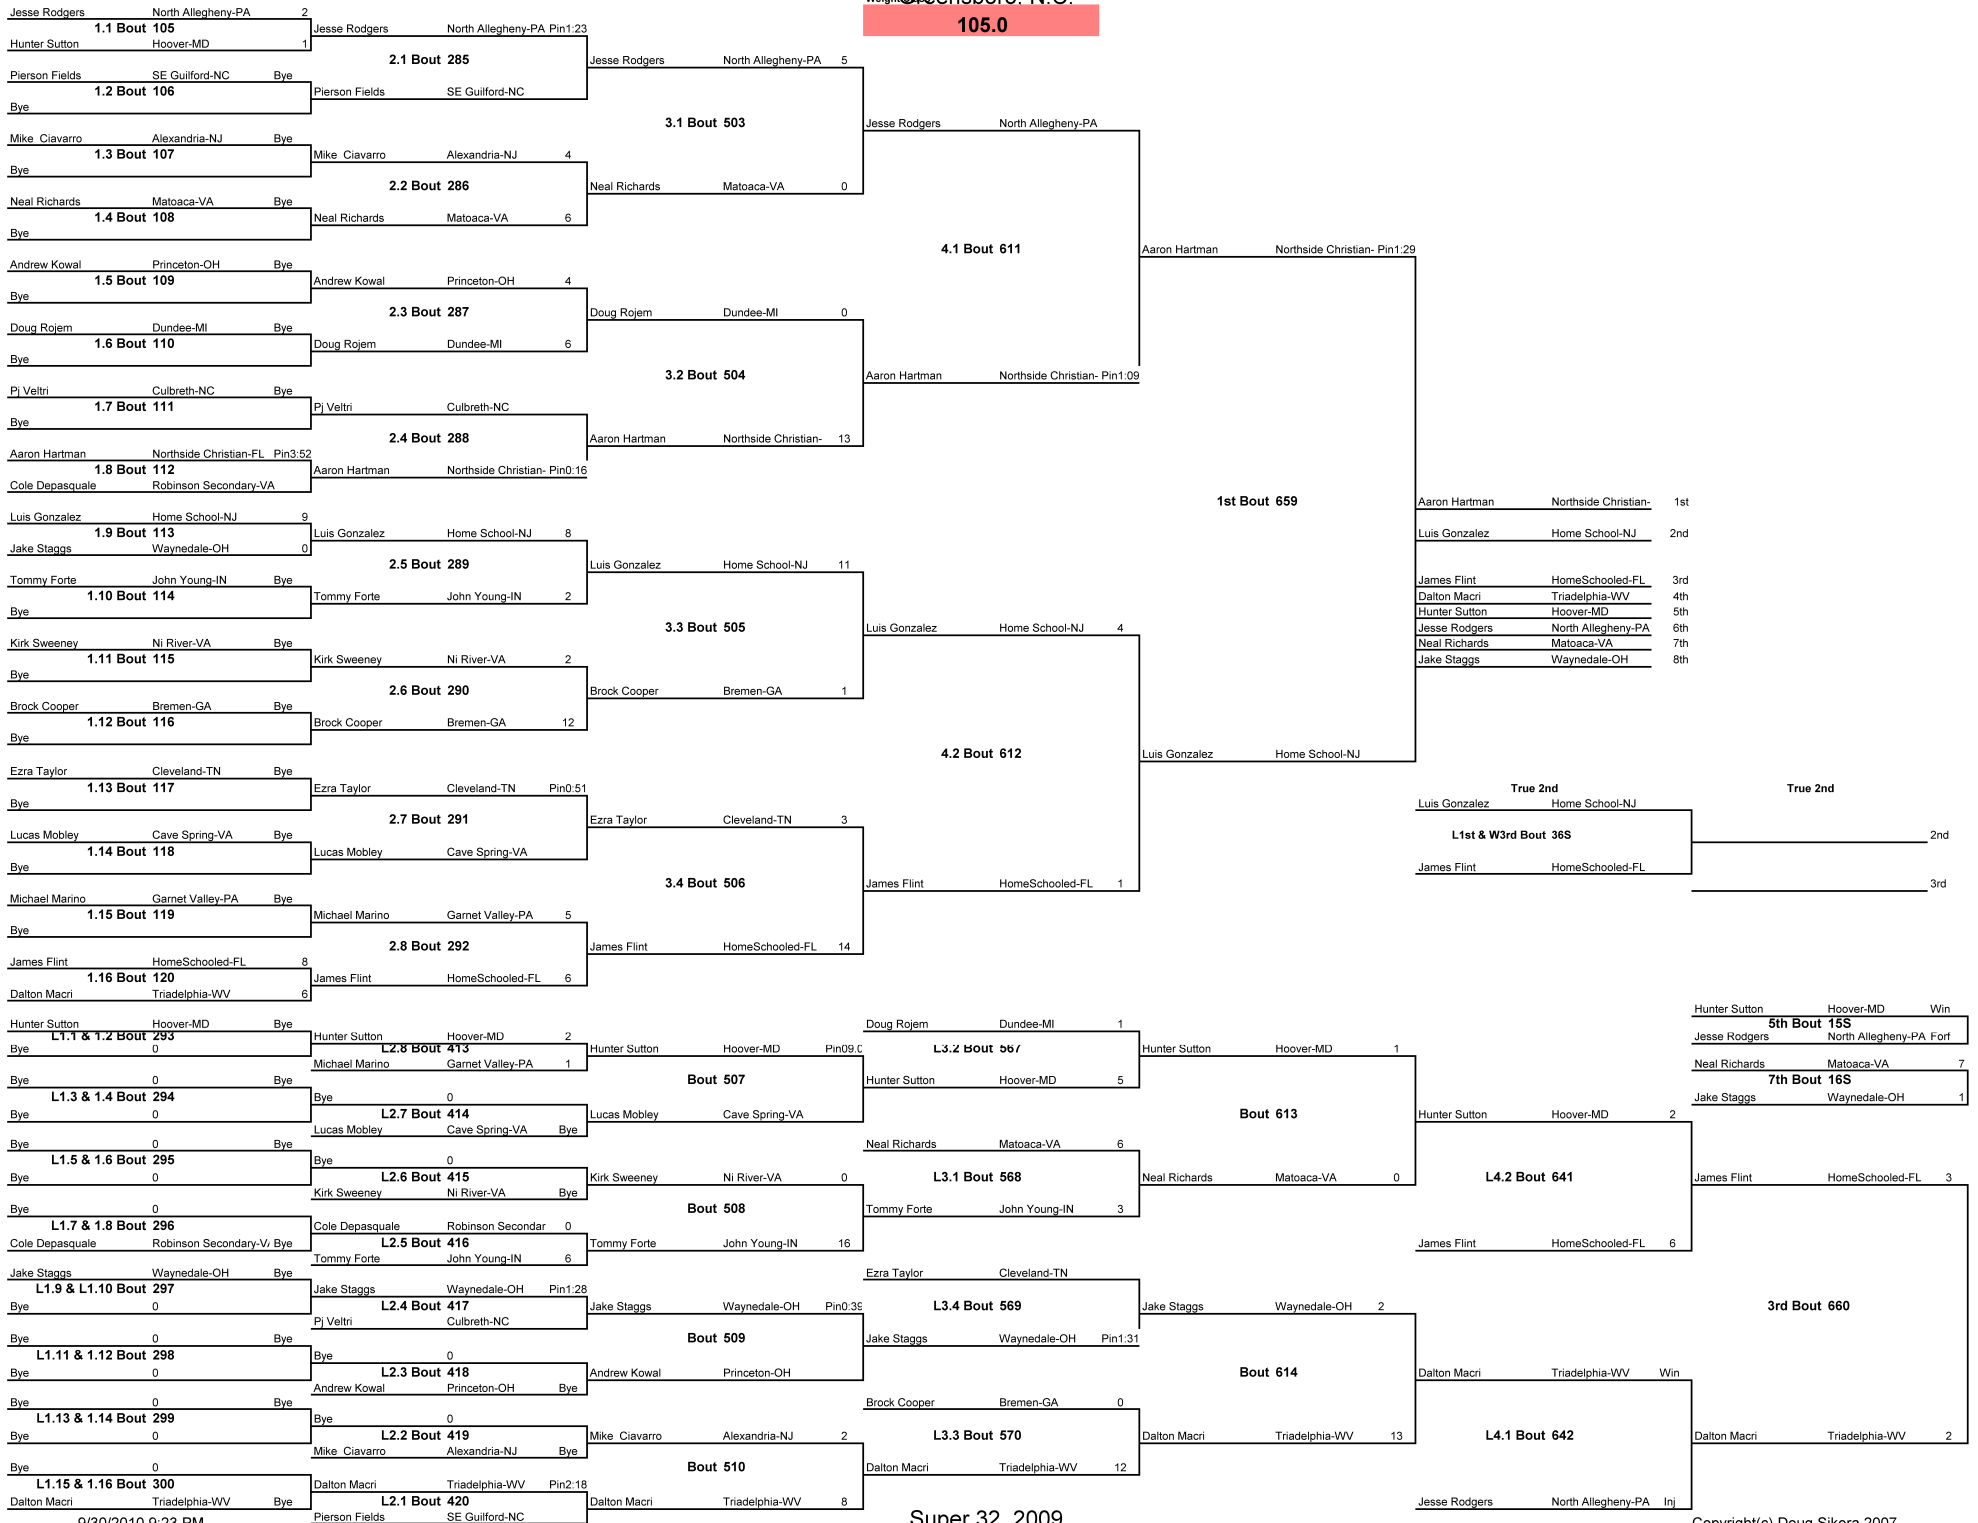 Greensboro, N.C.
105.0
Jesse Rodgers North Allegheny-PA 2
1.1 Bout 105
Hunter Sutton Hoover-MD 1
Pierson Fields SE Guilford-NC Bye
1.2 Bout 106
Bye
Mike Ciavarro Alexandria-NJ Bye
1.3 Bout 107
Bye
Neal Richards Matoaca-VA Bye
1.4 Bout 108
Bye
Andrew Kowal Princeton-OH Bye
1.5 Bout 109
Bye
Doug Rojem Dundee-MI Bye
1.6 Bout 110
Bye
Pj Veltri Culbreth-NC Bye
1.7 Bout 111
Bye
Aaron Hartman Northside Christian-FL Pin3:52
1.8 Bout 112
Cole Depasquale Robinson Secondary-VA
Luis Gonzalez Home School-NJ 9
1.9 Bout 113
Jake Staggs Waynedale-OH 0
Tommy Forte John Young-IN Bye
1.10 Bout 114
Bye
Kirk Sweeney Ni River-VA Bye
1.11 Bout 115
Bye
Brock Cooper Bremen-GA Bye
1.12 Bout 116
Bye
Ezra Taylor Cleveland-TN Bye
1.13 Bout 117
Bye
Lucas Mobley Cave Spring-VA Bye
1.14 Bout 118
Bye
Michael Marino Garnet Valley-PA Bye
1.15 Bout 119
Bye
James Flint HomeSchooled-FL 8
1.16 Bout 120
Dalton Macri Triadelphia-WV 6
Jesse Rodgers North Allegheny-PA Pin1:23
2.1 Bout 285
Pierson Fields SE Guilford-NC
Mike Ciavarro Alexandria-NJ 4
2.2 Bout 286
Neal Richards Matoaca-VA 6
Andrew Kowal Princeton-OH 4
2.3 Bout 287
Doug Rojem Dundee-MI 6
Pj Veltri Culbreth-NC
2.4 Bout 288
Aaron Hartman Northside Christian- Pin0:16
Luis Gonzalez Home School-NJ 8
2.5 Bout 289
Tommy Forte John Young-IN 2
Kirk Sweeney Ni River-VA 2
2.6 Bout 290
Brock Cooper Bremen-GA 12
Ezra Taylor Cleveland-TN Pin0:51
2.7 Bout 291
Lucas Mobley Cave Spring-VA
Michael Marino Garnet Valley-PA 5
2.8 Bout 292
James Flint HomeSchooled-FL 6
Jesse Rodgers North Allegheny-PA 5
3.1 Bout 503
Neal Richards Matoaca-VA 0
Doug Rojem Dundee-MI 0
3.2 Bout 504
Aaron Hartman Northside Christian- 13
Luis Gonzalez Home School-NJ 11
3.3 Bout 505
Brock Cooper Bremen-GA 1
Ezra Taylor Cleveland-TN 3
3.4 Bout 506
James Flint HomeSchooled-FL 14
Jesse Rodgers North Allegheny-PA
4.1 Bout 611
Aaron Hartman Northside Christian- Pin1:09
Luis Gonzalez Home School-NJ 4
4.2 Bout 612
James Flint HomeSchooled-FL 1
Aaron Hartman Northside Christian- Pin1:29
1st Bout 659
Luis Gonzalez Home School-NJ
Aaron Hartman Northside Christian- 1st
Luis Gonzalez Home School-NJ 2nd
James Flint HomeSchooled-FL 3rd
Dalton Macri Triadelphia-WV 4th
Hunter Sutton Hoover-MD 5th
Jesse Rodgers North Allegheny-PA 6th
Neal Richards Matoaca-VA 7th
Jake Staggs Waynedale-OH 8th
True 2nd True 2nd
Luis Gonzalez Home School-NJ
L1st & W3rd Bout 36S
James Flint HomeSchooled-FL
2nd
3rd
Hunter Sutton Hoover-MD Bye
L1.1 & 1.2 Bout 293
Bye 0
Bye 0 Bye
L1.3 & 1.4 Bout 294
Bye 0
Bye 0 Bye
L1.5 & 1.6 Bout 295
Bye 0
Bye 0
L1.7 & 1.8 Bout 296
Cole Depasquale Robinson Secondary-V Bye
Jake Staggs Waynedale-OH Bye
L1.9 & L1.10 Bout 297
Bye 0
Bye 0 Bye
L1.11 & 1.12 Bout 298
Bye 0
Bye 0 Bye
L1.13 & 1.14 Bout 299
Bye 0
Bye 0
L1.15 & 1.16 Bout 300
Dalton Macri Triadelphia-WV Bye
Hunter Sutton Hoover-MD 2
L2.8 Bout 413
Michael Marino Garnet Valley-PA 1
Bye 0
L2.7 Bout 414
Lucas Mobley Cave Spring-VA Bye
Bye 0
L2.6 Bout 415
Kirk Sweeney Ni River-VA Bye
Cole Depasquale Robinson Secondar 0
L2.5 Bout 416
Tommy Forte John Young-IN 6
Jake Staggs Waynedale-OH Pin1:28
L2.4 Bout 417
Pj Veltri Culbreth-NC
Bye 0
L2.3 Bout 418
Andrew Kowal Princeton-OH Bye
Bye 0
L2.2 Bout 419
Mike Ciavarro Alexandria-NJ Bye
Dalton Macri Triadelphia-WV Pin2:18
L2.1 Bout 420
Pierson Fields SE Guilford-NC
Hunter Sutton Hoover-MD Pin09.0
Bout 507
Lucas Mobley Cave Spring-VA
Kirk Sweeney Ni River-VA 0
Bout 508
Tommy Forte John Young-IN 16
Jake Staggs Waynedale-OH Pin0:39
Bout 509
Andrew Kowal Princeton-OH
Mike Ciavarro Alexandria-NJ 2
Bout 510
Dalton Macri Triadelphia-WV 8
Doug Rojem Dundee-MI 1
L3.2 Bout 567
Hunter Sutton Hoover-MD 5
Neal Richards Matoaca-VA 6
L3.1 Bout 568
Tommy Forte John Young-IN 3
Ezra Taylor Cleveland-TN
L3.4 Bout 569
Jake Staggs Waynedale-OH Pin1:31
Brock Cooper Bremen-GA 0
L3.3 Bout 570
Dalton Macri Triadelphia-WV 12
Hunter Sutton Hoover-MD 1
Bout 613
Neal Richards Matoaca-VA 0
Jake Staggs Waynedale-OH 2
Bout 614
Dalton Macri Triadelphia-WV 13
Hunter Sutton Hoover-MD 2
L4.2 Bout 641
James Flint HomeSchooled-FL 6
Dalton Macri Triadelphia-WV Win
L4.1 Bout 642
Jesse Rodgers North Allegheny-PA Inj
Hunter Sutton Hoover-MD Win
5th Bout 15S
Jesse Rodgers North Allegheny-PA Forf
Neal Richards Matoaca-VA 7
7th Bout 16S
Jake Staggs Waynedale-OH 1
James Flint HomeSchooled-FL 3
3rd Bout 660
Dalton Macri Triadelphia-WV 2
9/30/2010 9:23 PM
Super 32, 2009
Copyright(c) Doug Sikora 2007